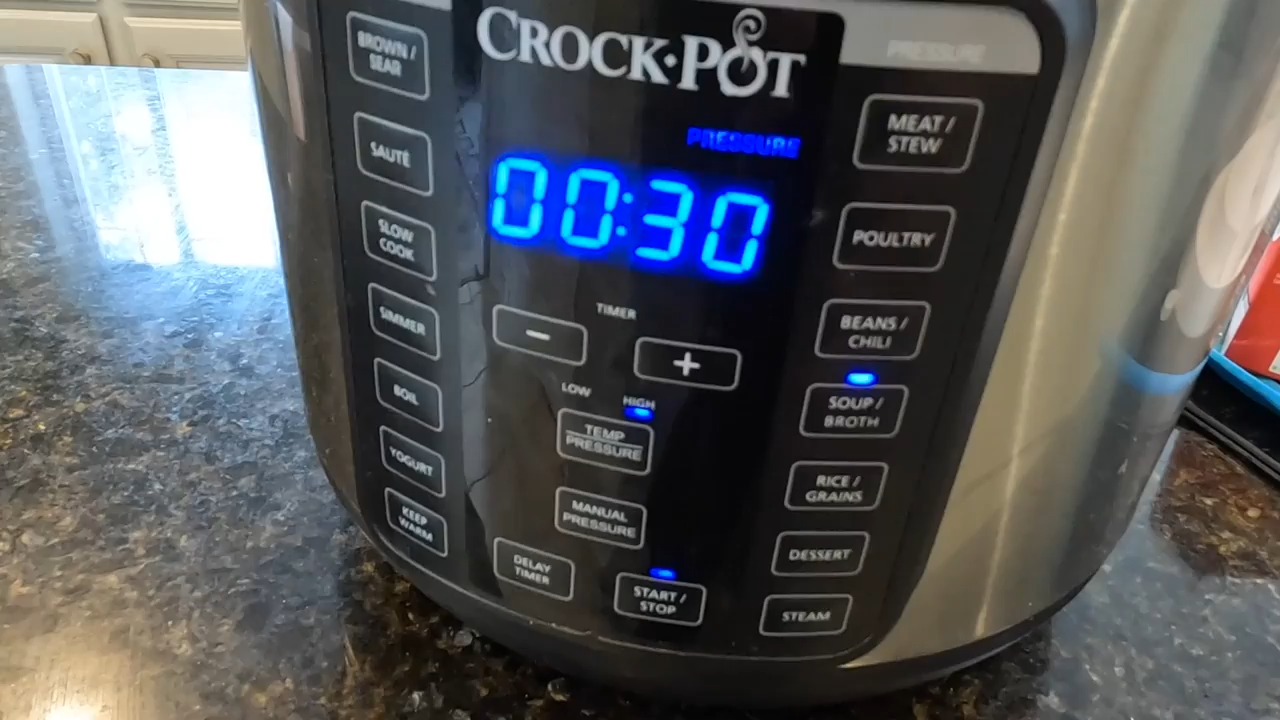 CROCK·POT
PRESSURE
PRESSURE
00:30
BROWN /
SEAR
SAUTÉ
SLOW
COOK
SIMMER
BOIL
YOGURT
KEEP
WARM
TIMER
−
+
LOW
HIGH
TEMP
PRESSURE
MANUAL
PRESSURE
DELAY
TIMER
START /
STOP
MEAT /
STEW
POULTRY
BEANS /
CHILI
SOUP /
BROTH
RICE /
GRAINS
DESSERT
STEAM